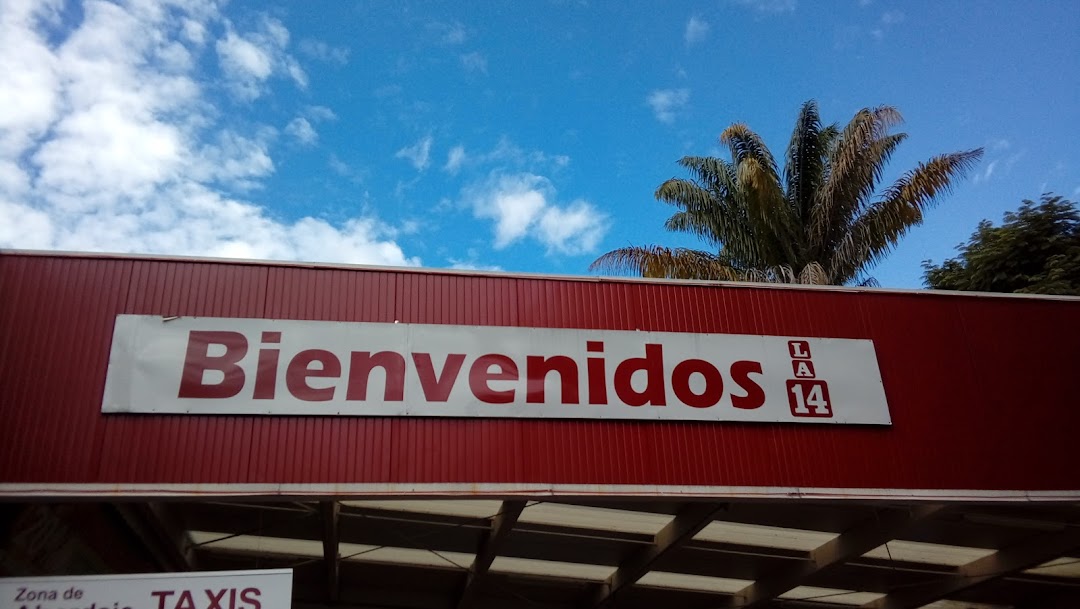 Bienvenidos
LA
14
Zona de
TAXIS